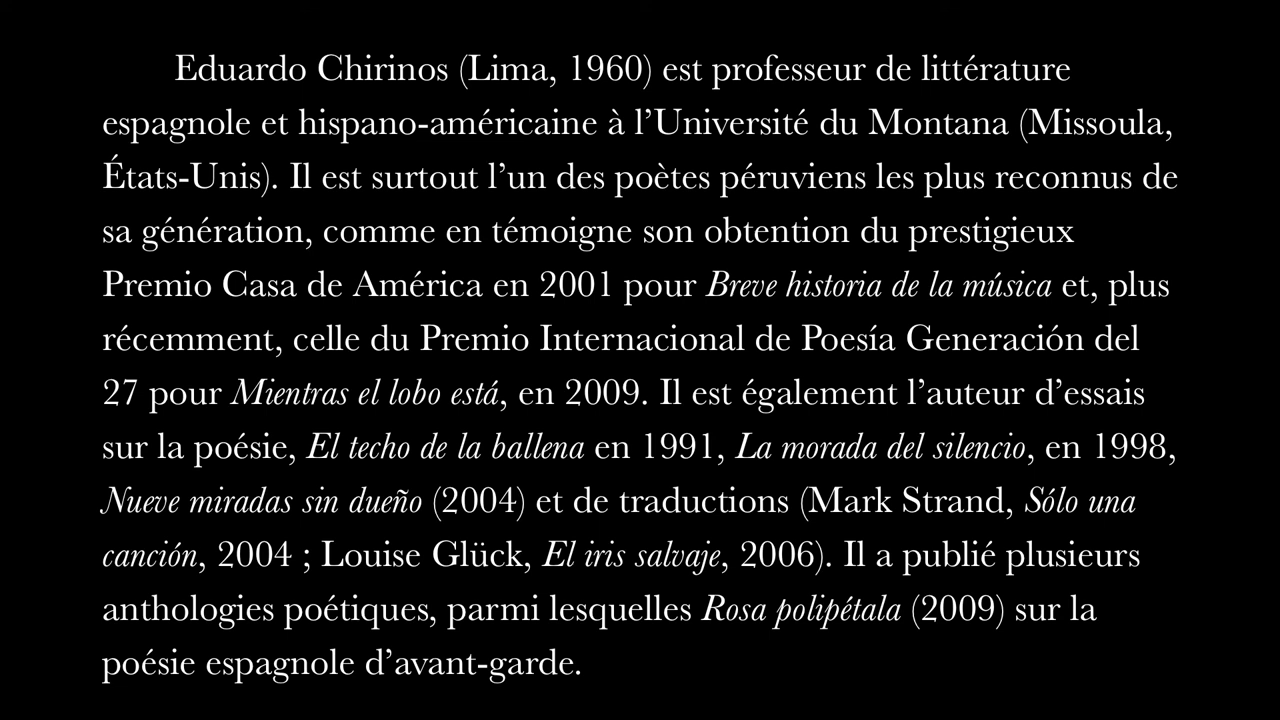 Eduardo Chirinos (Lima, 1960) est professeur de littérature
espagnole et hispano-américaine à l’Université du Montana (Missoula,
États-Unis). Il est surtout l’un des poètes péruviens les plus reconnus de
sa génération, comme en témoigne son obtention du prestigieux
Premio Casa de América en 2001 pour Breve historia de la música et, plus
récemment, celle du Premio Internacional de Poesía Generación del
27 pour Mientras el lobo está, en 2009. Il est également l’auteur d’essais
sur la poésie, El techo de la ballena en 1991, La morada del silencio, en 1998,
Nueve miradas sin dueño (2004) et de traductions (Mark Strand, Sólo una
canción, 2004 ; Louise Glück, El iris salvaje, 2006). Il a publié plusieurs
anthologies poétiques, parmi lesquelles Rosa polipétala (2009) sur la
poésie espagnole d’avant-garde.